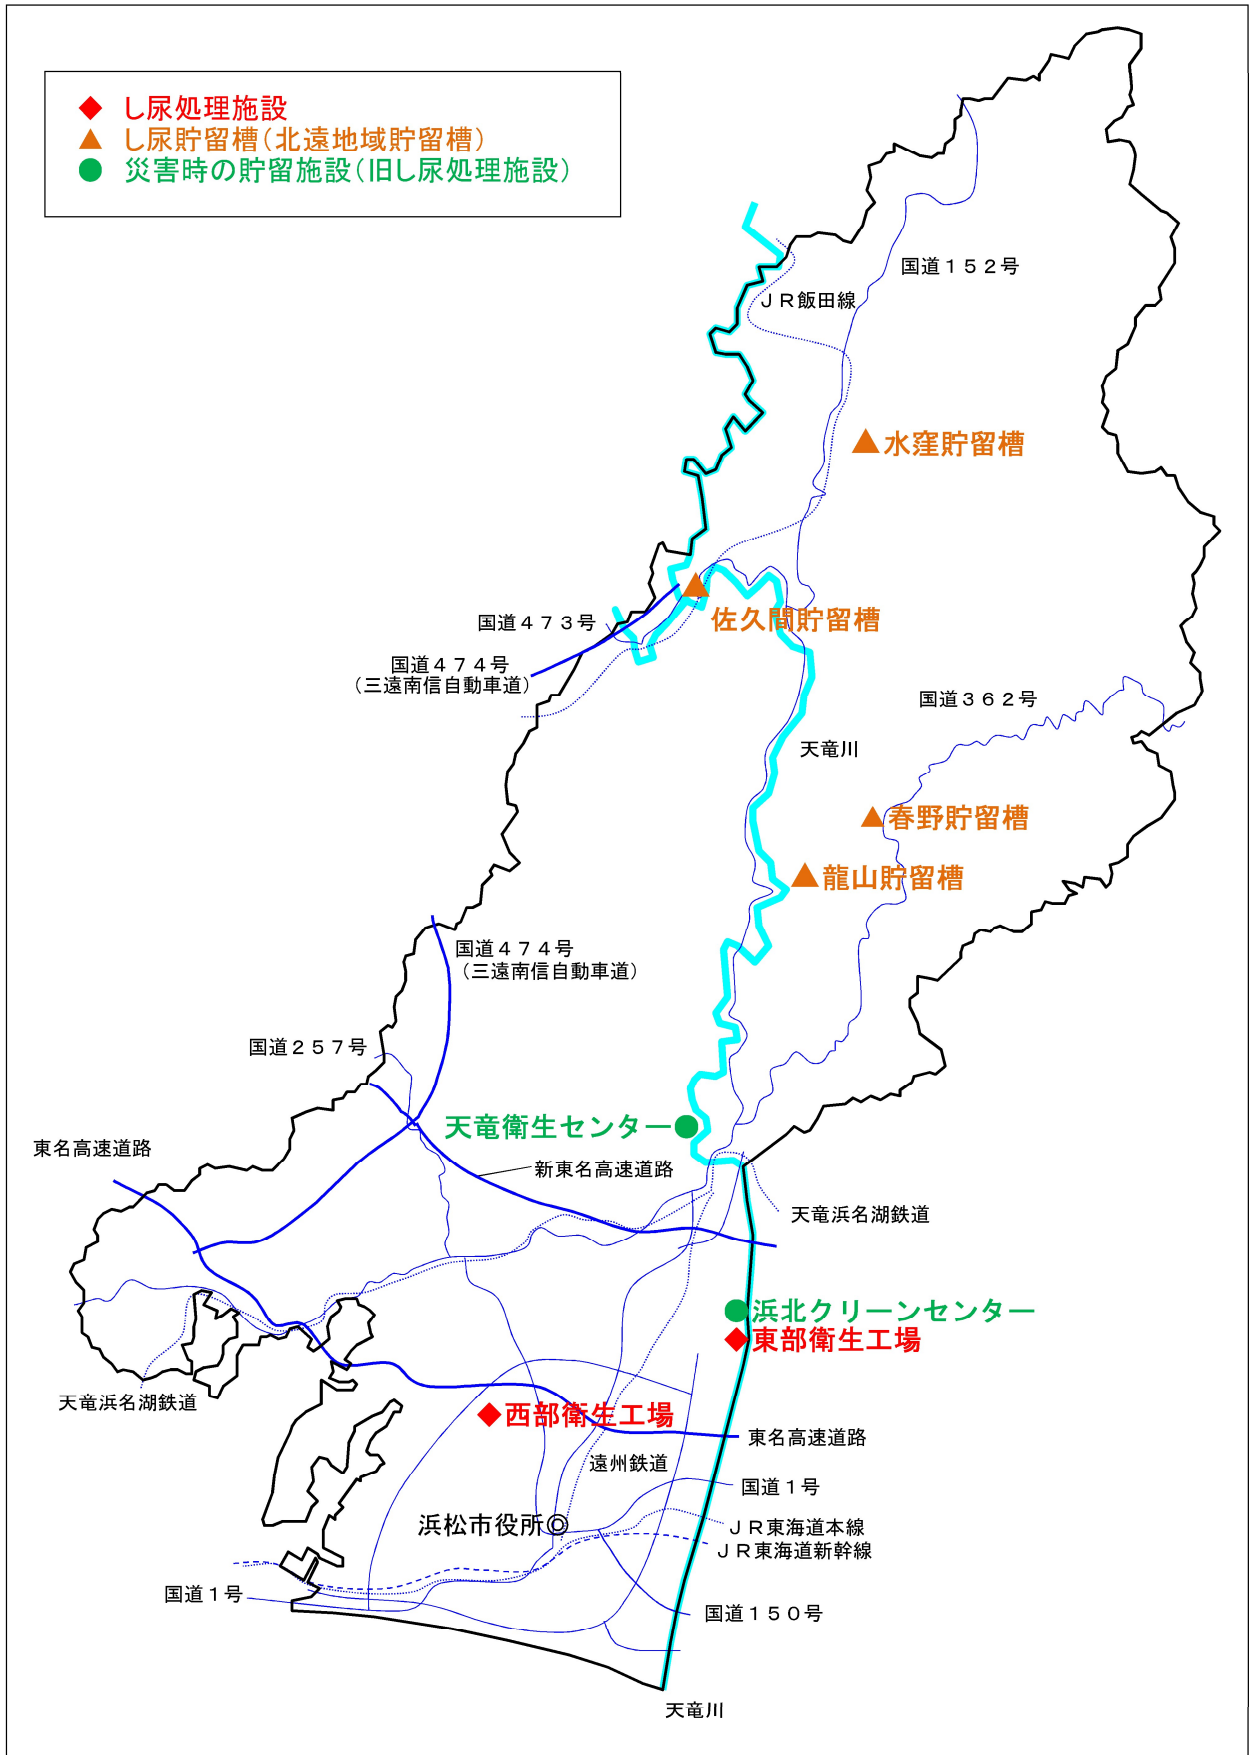 し尿処理施設
し尿貯留槽（北遠地域貯留槽）
災害時の貯留施設（旧し尿処理施設）
国道１５２号
ＪＲ飯田線
水窪貯留槽
国道４７３号
佐久間貯留槽
国道４７４号
（三遠南信自動車道）
国道３６２号
天竜川
春野貯留槽
龍山貯留槽
国道４７４号
（三遠南信自動車道）
国道２５７号
天竜衛生センター
東名高速道路
新東名高速道路
天竜浜名湖鉄道
浜北クリーンセンター
東部衛生工場
天竜浜名湖鉄道
西部衛生工場
東名高速道路
遠州鉄道
国道１号
浜松市役所◎
ＪＲ東海道本線
ＪＲ東海道新幹線
国道１号
国道１５０号
天竜川